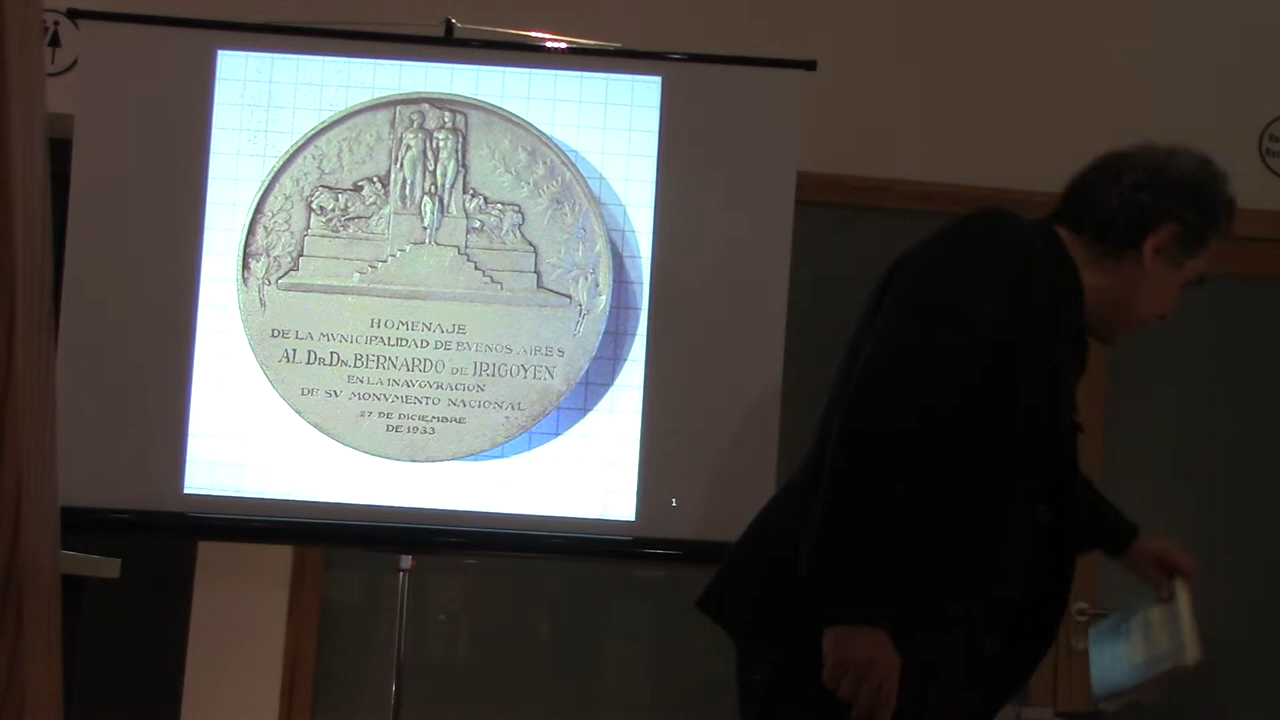 HOMENAJE
DE LA MVNICIPALIDAD DE BVENOS AIRES
AL DR. DN. BERNARDO DE IRIGOYEN
EN LA INAVGVRACION
DE SV MONVMENTO NACIONAL
27 DE DICIEMBRE
DE 1933
1